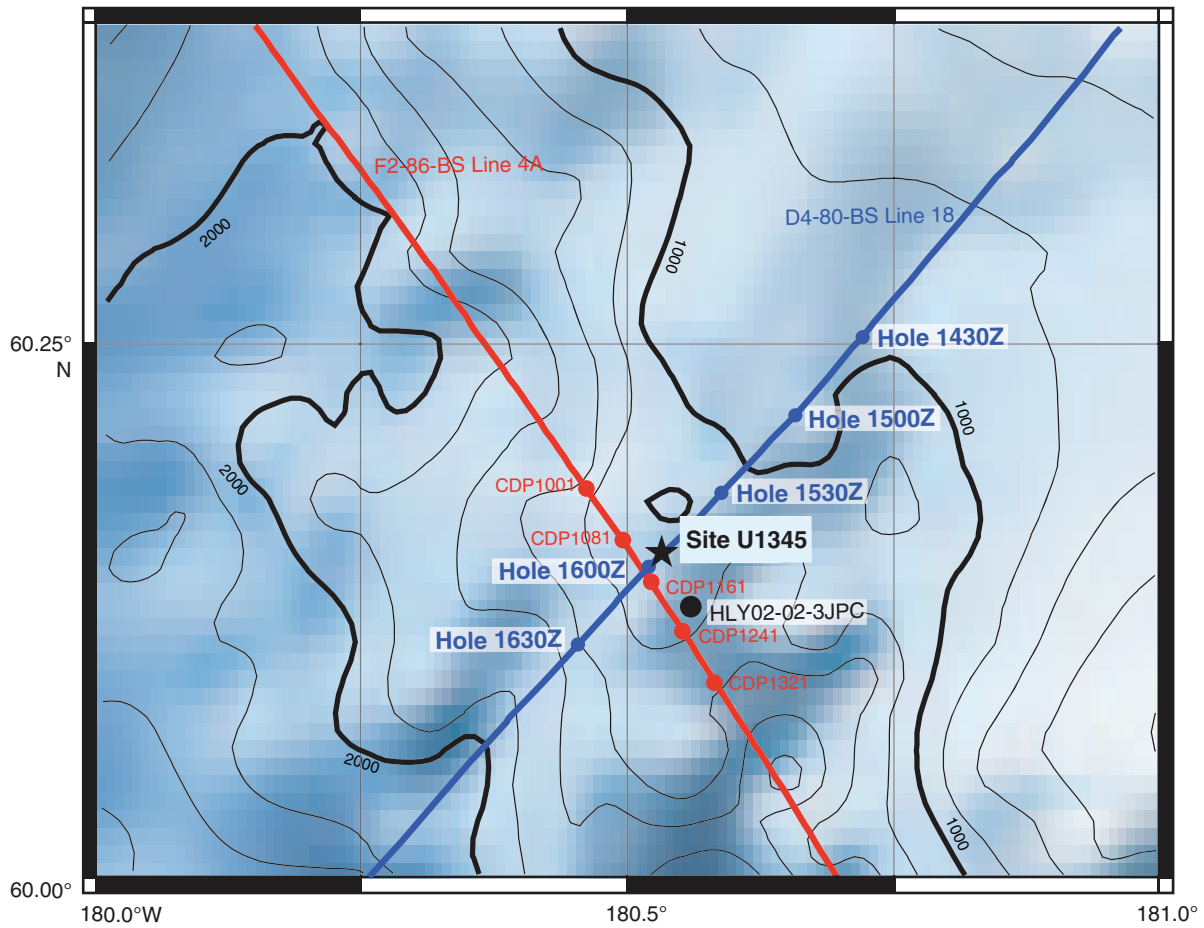 F2-86-BS Line 4A
2000
D4-80-BS Line 18
1000
Hole 1430Z
60.25°
N
Hole 1500Z
1000
2000
CDP1001
Hole 1530Z
CDP1081
Site U1345
Hole 1600Z
CDP1161
HLY02-02-3JPC
CDP1241
Hole 1630Z
CDP1321
2000
1000
60.00°
180.0°W
180.5°
181.0°